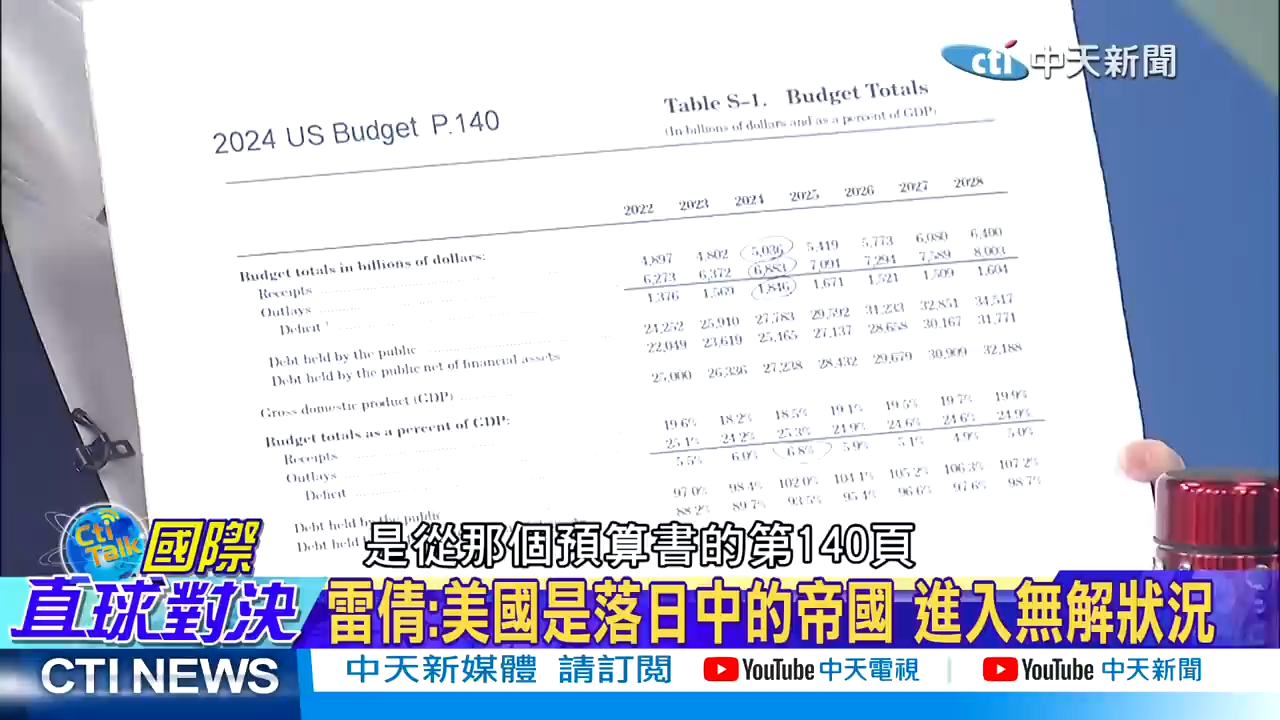 cti 中天新聞
2024 US Budget P.140
Table S–1. Budget Totals
(In billions of dollars and as a percent of GDP)
2022 2023 2024 2025 2026 2027 2028
Budget totals in billions of dollars:
Receipts 4,897 4,802 5,036 5,419 5,773 6,080 6,400
Outlays 6,273 6,372 6,883 7,091 7,294 7,589 8,003
Deficit ¹ 1,376 1,569 1,846 1,671 1,521 1,509 1,604
Debt held by the public 24,252 25,910 27,783 29,592 31,233 32,851 34,517
Debt held by the public net of financial assets 22,049 23,619 25,465 27,137 28,658 30,167 31,771
Gross domestic product (GDP) 25,000 26,336 27,238 28,432 29,679 30,909 32,188
Budget totals as a percent of GDP:
Receipts 19.6% 18.2% 18.5% 19.1% 19.5% 19.7% 19.9%
Outlays 25.1% 24.2% 25.3% 24.9% 24.6% 24.6% 24.9%
Deficit 5.5% 6.0% 6.8% 5.9% 5.1% 4.9% 5.0%
Debt held by the public 97.0% 98.4% 102.0% 104.1% 105.2% 106.3% 107.2%
Debt held 88.2% 89.7% 93.5% 95.4% 96.6% 97.6% 98.7%
是從那個預算書的第140頁
Cti Talk
國際
直球對決
雷倩:美國是落日中的帝國 進入無解狀況
CTI NEWS
中天新媒體 請訂閱 YouTube 中天電視 YouTube 中天新聞